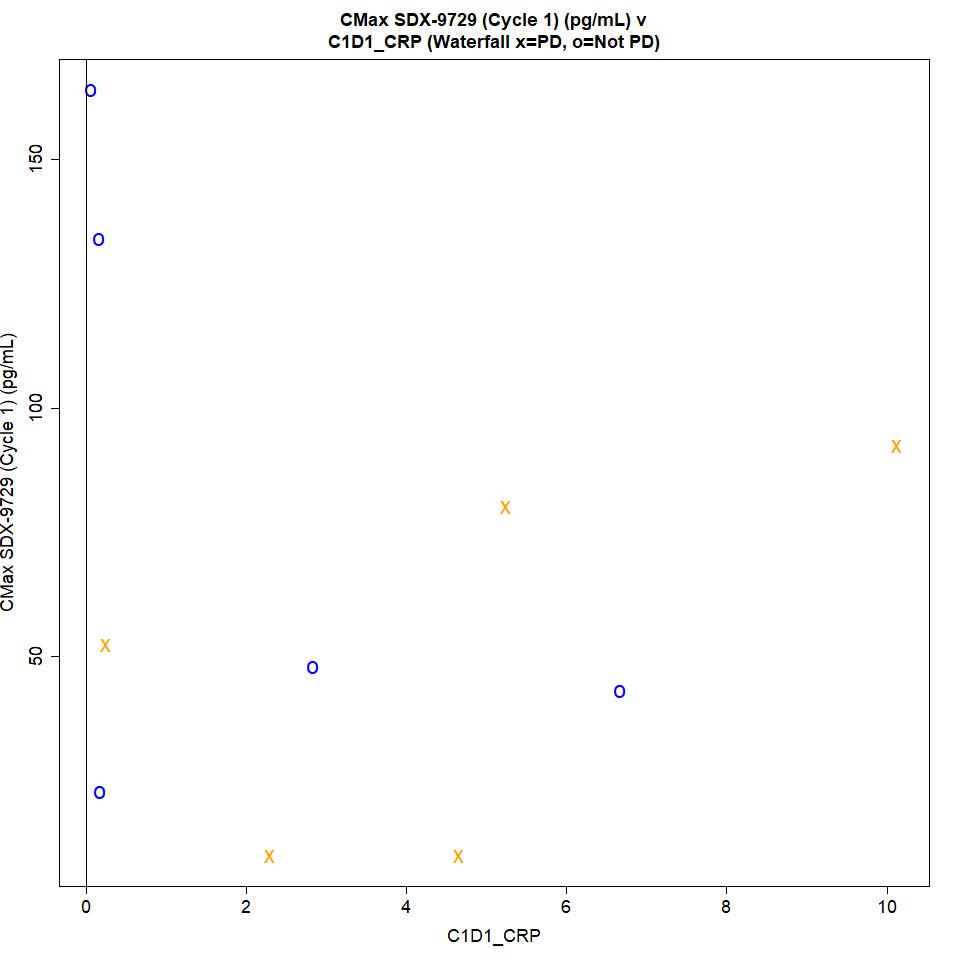 CMax SDX-9729 (Cycle 1) (pg/mL) v
C1D1_CRP (Waterfall x=PD, o=Not PD)
CMax SDX-9729 (Cycle 1) (pg/mL)
150
100
50
o
o
x
x
x
o
o
o
x
x
0 2 4 6 8 10
C1D1_CRP